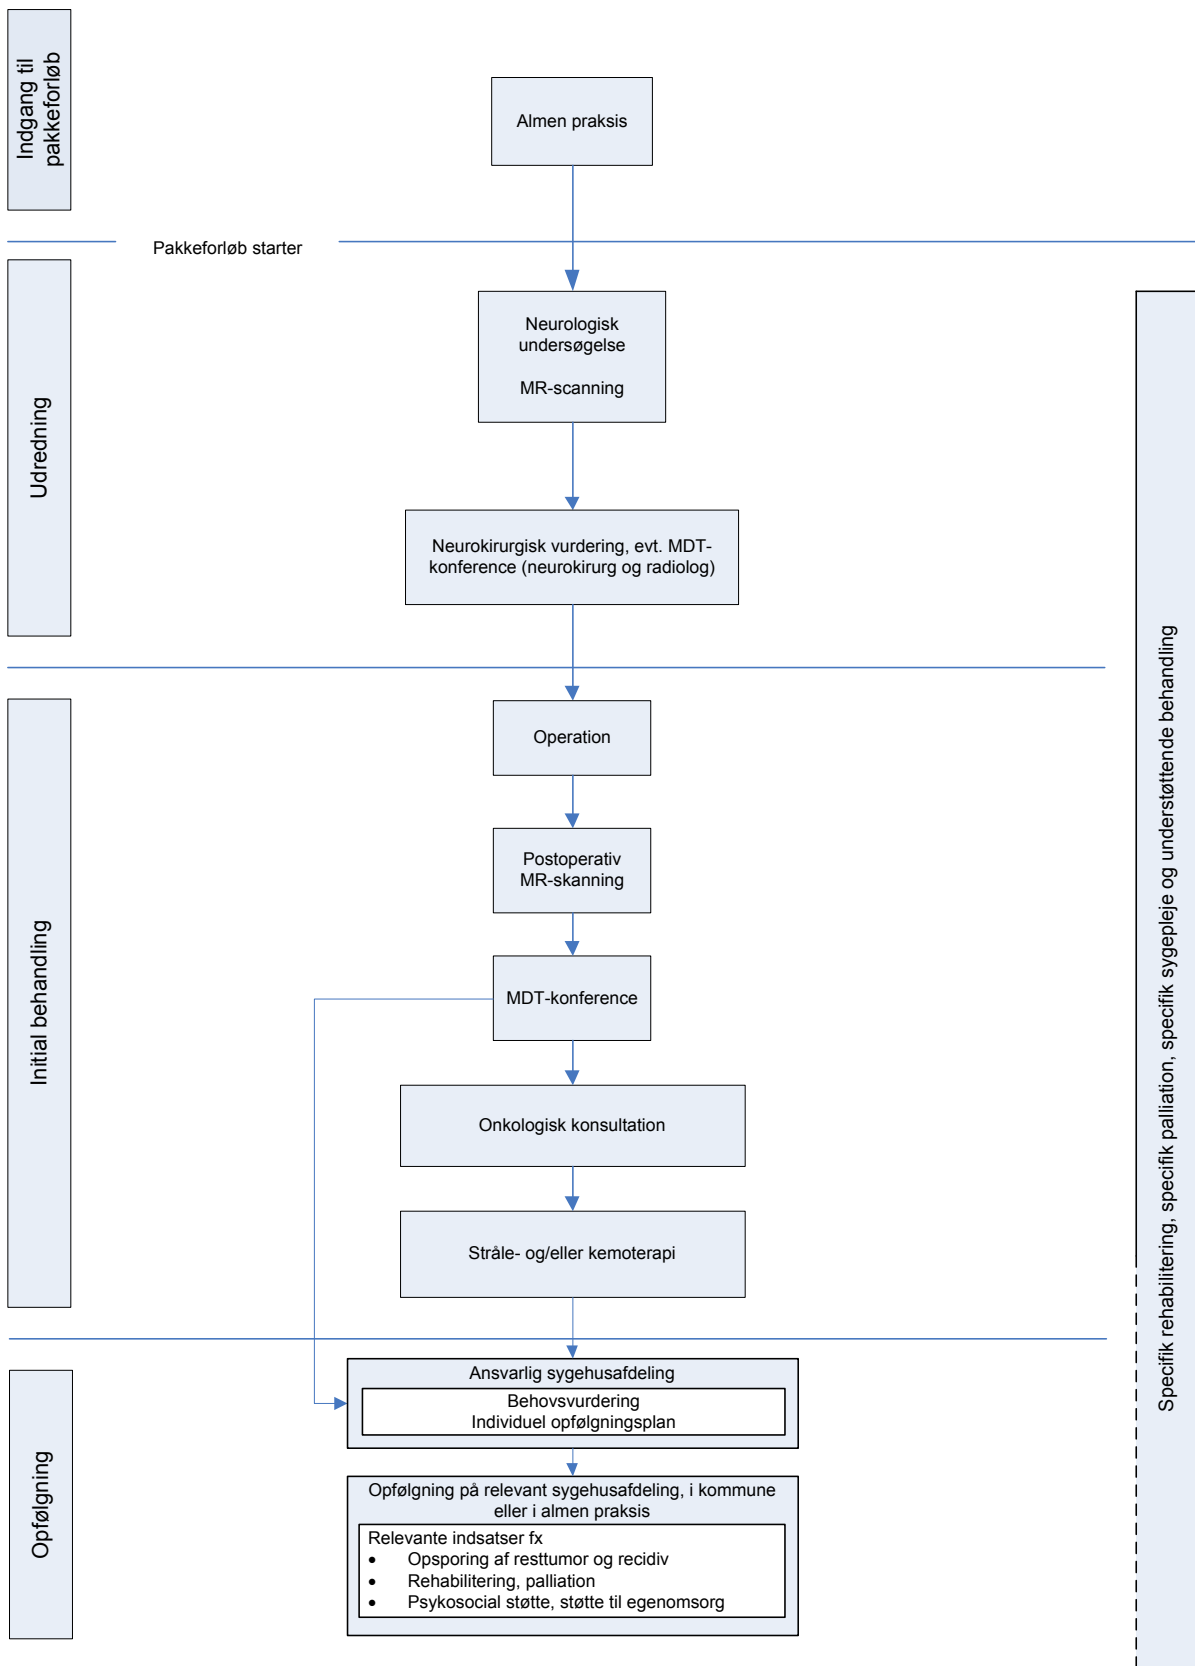 Indgang til
pakkeforløb
Almen praksis
Pakkeforløb starter
Udredning
Neurologisk
undersøgelse
MR-scanning
Neurokirurgisk vurdering, evt. MDT-
konference (neurokirurg og radiolog)
Initial behandling
Operation
Postoperativ
MR-skanning
MDT-konference
Onkologisk konsultation
Stråle- og/eller kemoterapi
Opfølgning
Ansvarlig sygehusafdeling
Behovsvurdering
Individuel opfølgningsplan
Opfølgning på relevant sygehusafdeling, i kommune
eller i almen praksis
Relevante indsatser fx
• Opsporing af resttumor og recidiv
• Rehabilitering, palliation
• Psykosocial støtte, støtte til egenomsorg
Specifik rehabilitering, specifik palliation, specifik sygepleje og understøttende behandling